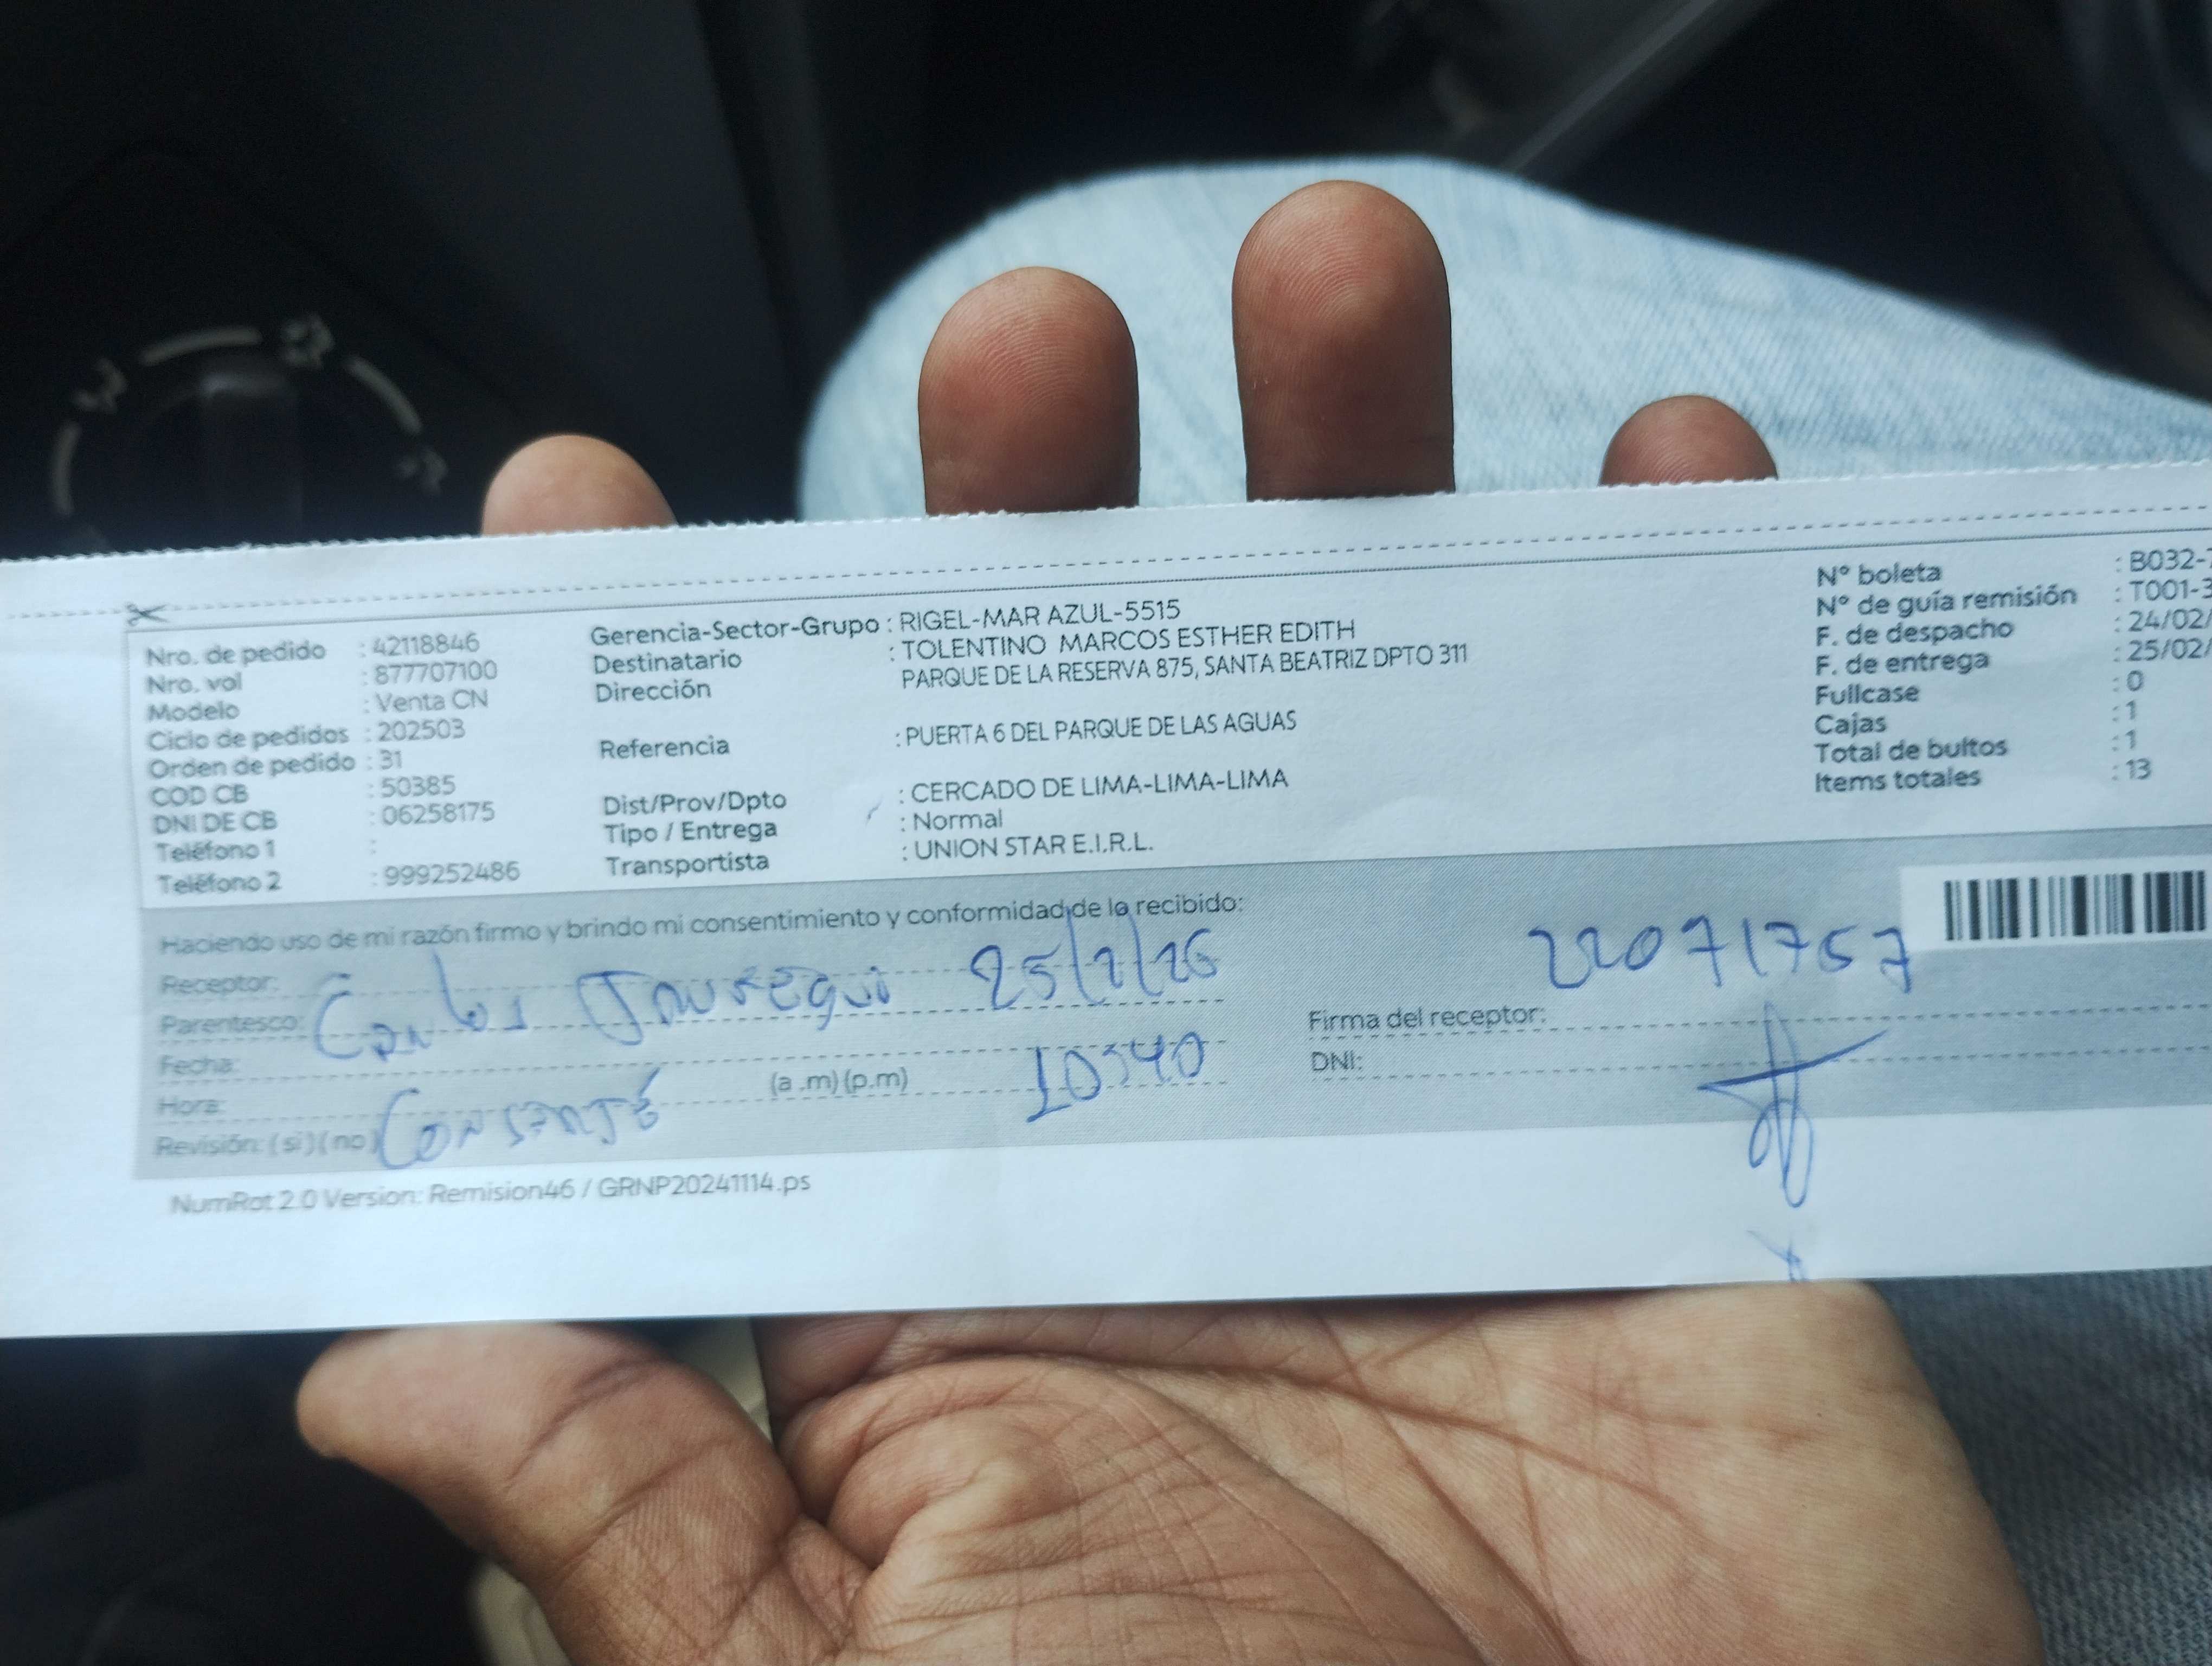 Nro. de pedido : 42118846
Nro. vol : 877707100
Modelo : Venta CN
Ciclo de pedidos : 202503
Orden de pedido : 31
COD CB : 50385
DNI DE CB : 06258175
Teléfono 1 :
Teléfono 2 : 999252486
Gerencia-Sector-Grupo : RIGEL-MAR AZUL-5515
Destinatario : TOLENTINO MARCOS ESTHER EDITH
Dirección PARQUE DE LA RESERVA 875, SANTA BEATRIZ DPTO 311
Referencia : PUERTA 6 DEL PARQUE DE LAS AGUAS
Dist/Prov/Dpto : CERCADO DE LIMA-LIMA-LIMA
Tipo / Entrega : Normal
Transportista : UNION STAR E.I.R.L.
N° boleta : B032-
N° de guía remisión : T001-3
F. de despacho : 24/02/
F. de entrega : 25/02/
Fullcase : 0
Cajas : 1
Total de bultos : 1
Items totales : 13
Haciendo uso de mi razón firmo y brindo mi consentimiento y conformidad de lo recibido:
Receptor:
Parentesco: Carlos Jauregui 25/2/25
Fecha:
Hora: (a.m) (p.m) 10:40
Revisión: (si) (no) Conserje
22071757
Firma del receptor:
DNI:
NumRot 2.0 Version: Remision46 / GRNP20241114.ps